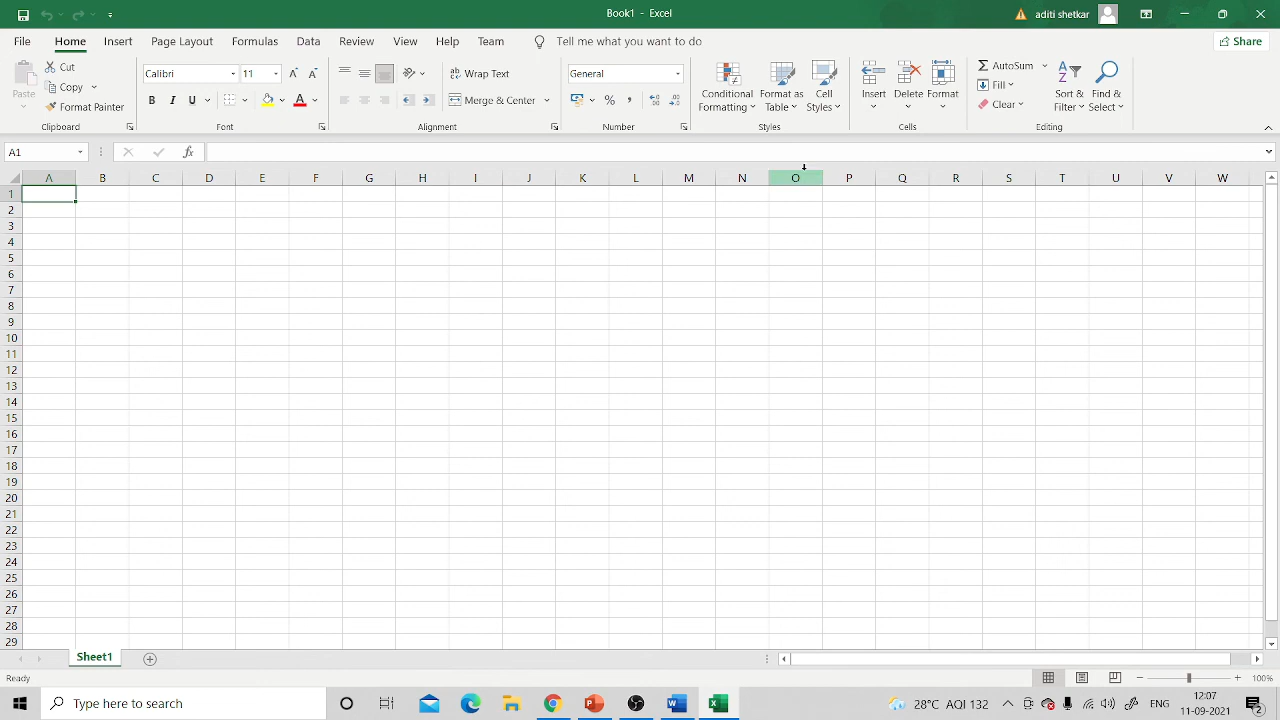 Book1 - Excel
aditi shetkar
File Home Insert Page Layout Formulas Data Review View Help Team Tell me what you want to do Share
Paste
Cut
Copy
Format Painter
Clipboard
Calibri 11
B I U A
Font
Wrap Text
Merge & Center
Alignment
General
% ,
Number
Conditional Formatting
Format as Table
Cell Styles
Styles
Insert
Delete
Format
Cells
AutoSum
Fill
Clear
Sort & Filter
Find & Select
Editing
A1 fx
A B C D E F G H I J K L M N O P Q R S T U V W
1
2
3
4
5
6
7
8
9
10
11
12
13
14
15
16
17
18
19
20
21
22
23
24
25
26
27
28
29
Sheet1
Ready 100%
Type here to search 28°C AQI 132 ENG 12:07
11-09-2021 2